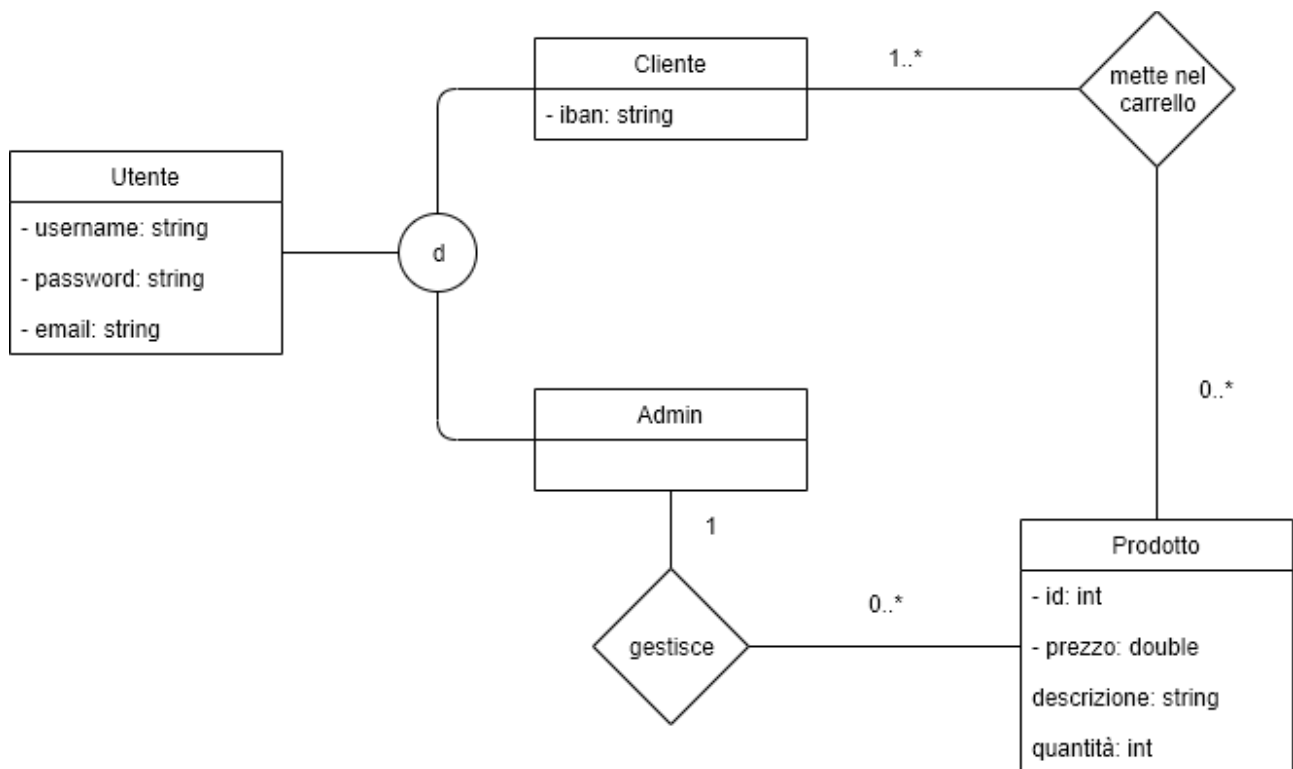 Cliente
- iban: string
1..*
mette nel
carrello
Utente
- username: string
- password: string
- email: string
d
Admin
1
0..*
gestisce
0..*
Prodotto
- id: int
- prezzo: double
descrizione: string
quantità: int